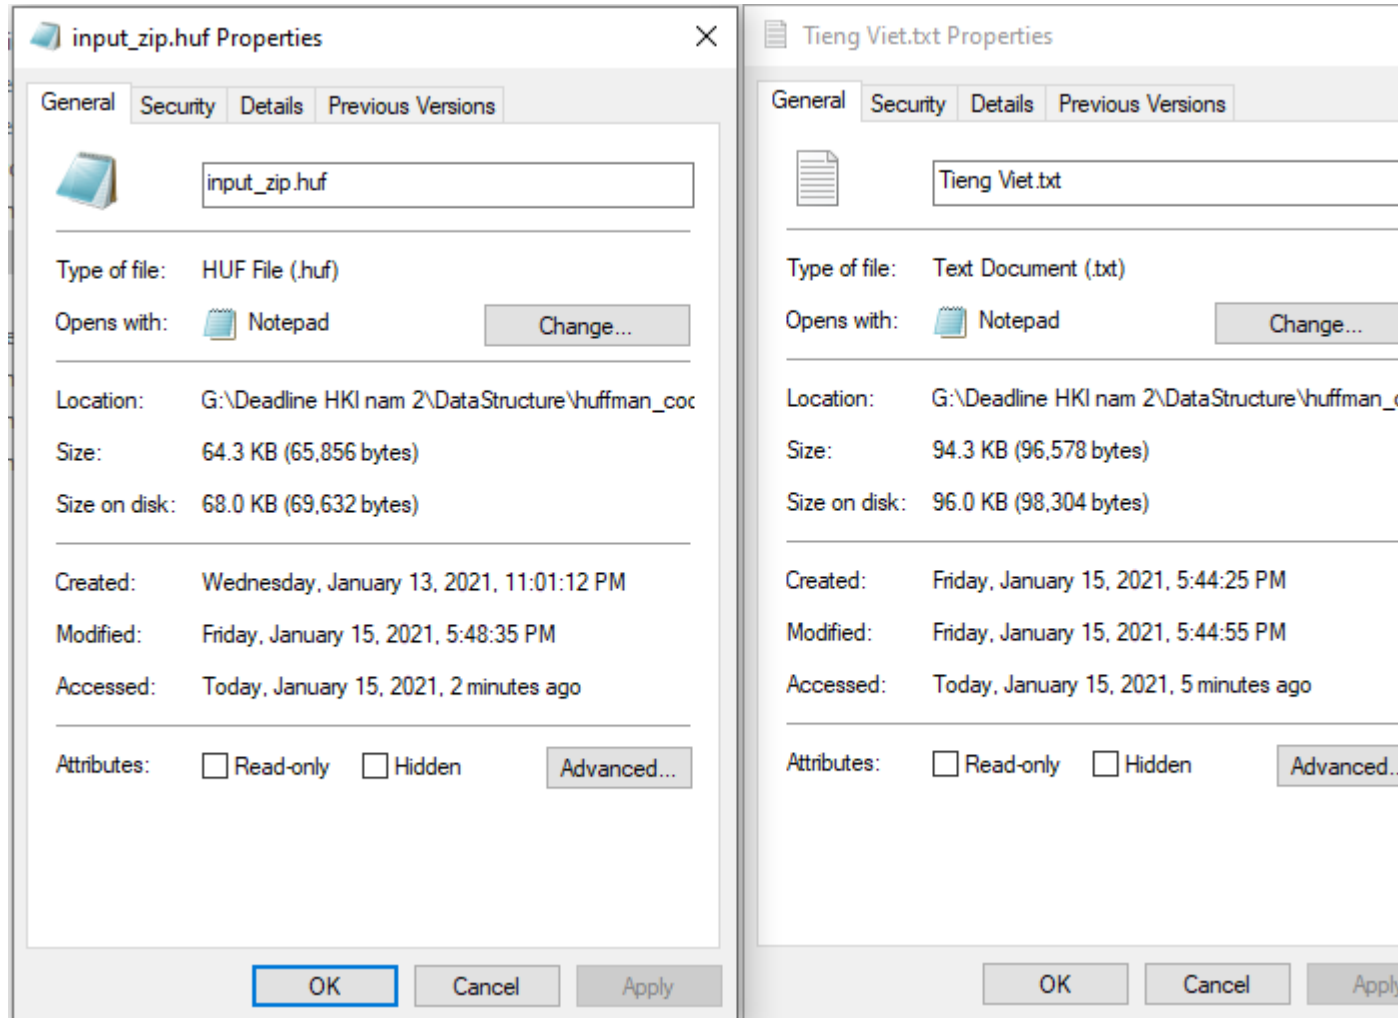 input_zip.huf Properties
General Security Details Previous Versions
input_zip.huf
Type of file: HUF File (.huf)
Opens with: Notepad Change...
Location: G:\Deadline HKI nam 2\DataStructure\huffman_coc
Size: 64.3 KB (65,856 bytes)
Size on disk: 68.0 KB (69,632 bytes)
Created: Wednesday, January 13, 2021, 11:01:12 PM
Modified: Friday, January 15, 2021, 5:48:35 PM
Accessed: Today, January 15, 2021, 2 minutes ago
Attributes: Read-only Hidden Advanced...
OK Cancel Apply
Tieng Viet.txt Properties
General Security Details Previous Versions
Tieng Viet.txt
Type of file: Text Document (.txt)
Opens with: Notepad Change...
Location: G:\Deadline HKI nam 2\DataStructure\huffman_c
Size: 94.3 KB (96,578 bytes)
Size on disk: 96.0 KB (98,304 bytes)
Created: Friday, January 15, 2021, 5:44:25 PM
Modified: Friday, January 15, 2021, 5:44:55 PM
Accessed: Today, January 15, 2021, 5 minutes ago
Attributes: Read-only Hidden Advanced..
OK Cancel Apply